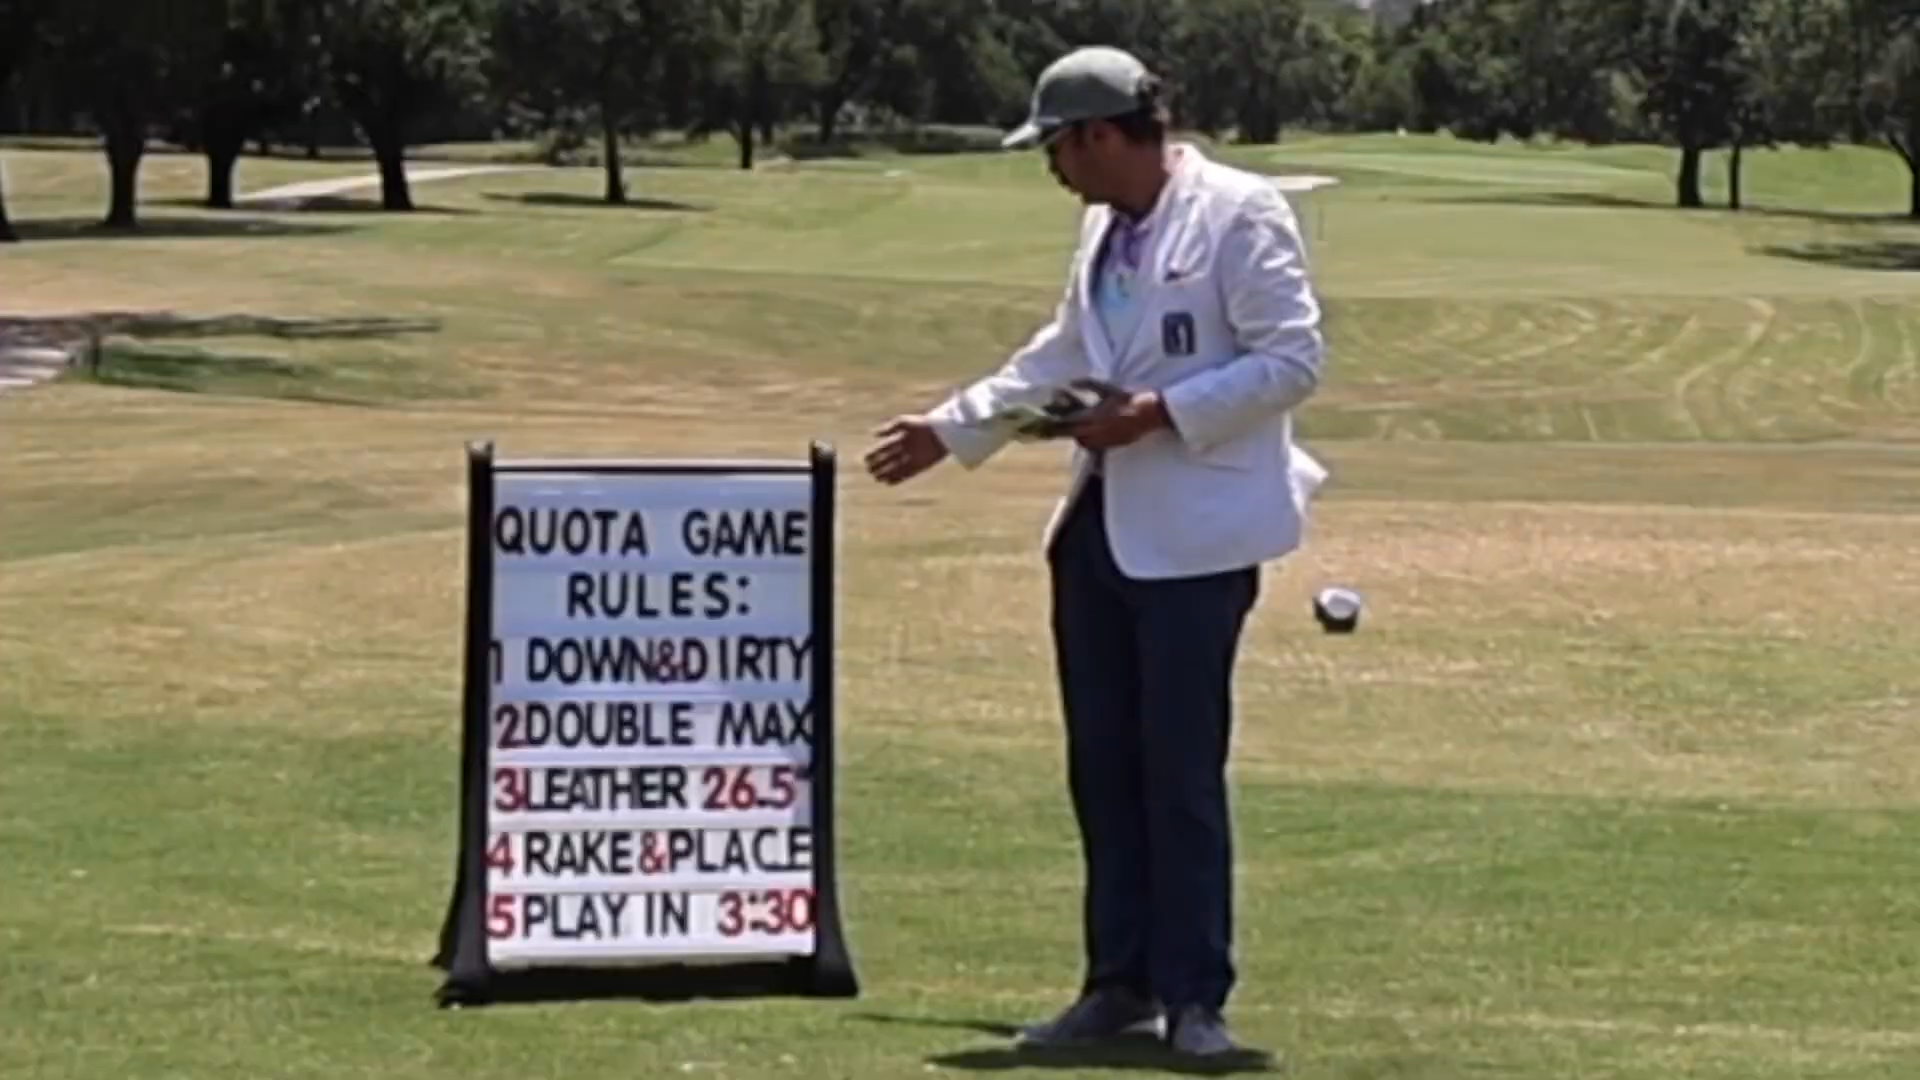 QUOTA GAME
RULES:
1 DOWN&DIRTY
2DOUBLE MAX
3LEATHER 26.5"
4 RAKE&PLACE
5PLAY IN 3:30